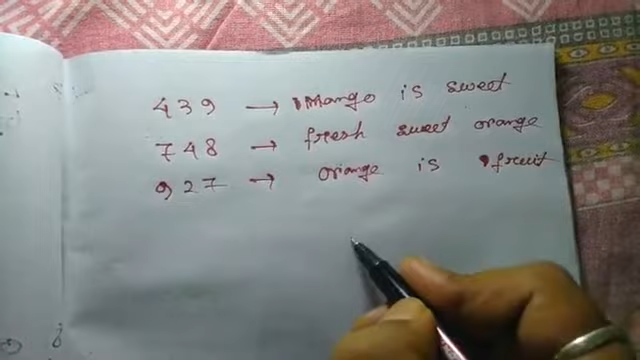 439 → Mango is sweet
748 → fresh sweet orange
927 → orange is fruit